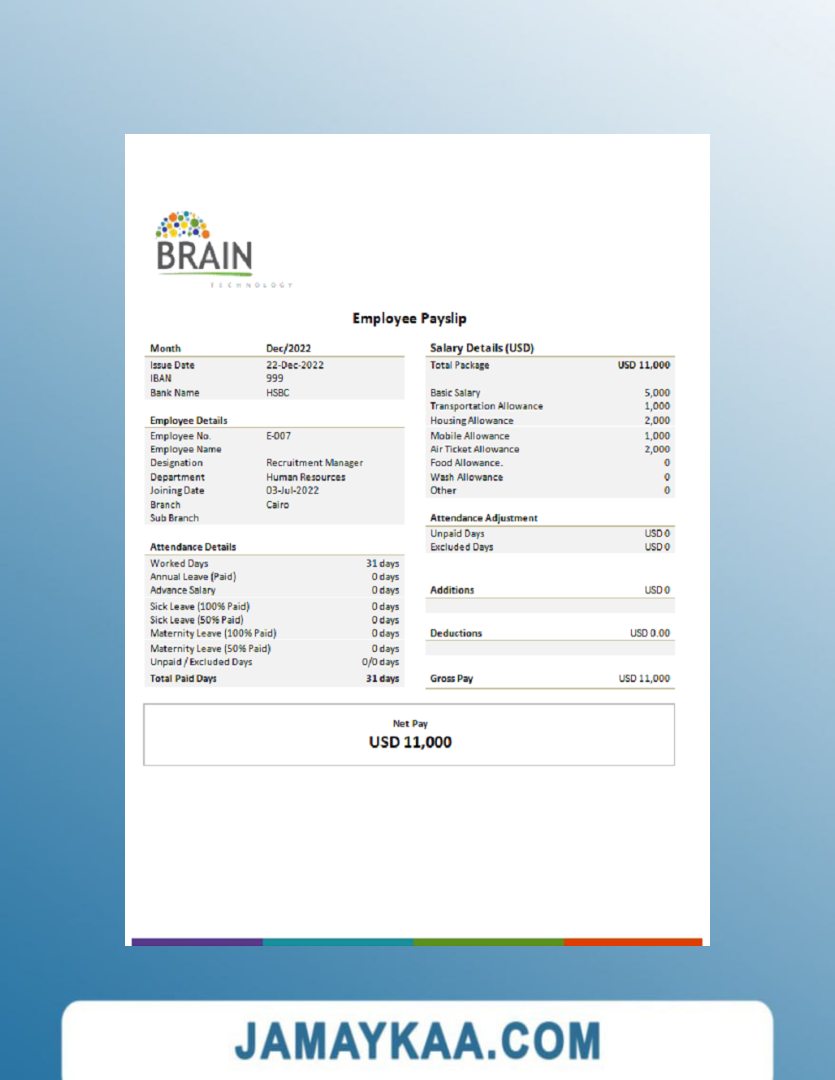 BRAIN
TECHNOLOGY
Employee Payslip
Month Dec/2022
Issue Date 22-Dec-2022
IBAN 999
Bank Name HSBC
Employee Details
Employee No. E-007
Employee Name
Designation Recruitment Manager
Department Human Resources
Joining Date 03-Jul-2022
Branch Cairo
Sub Branch
Attendance Details
Worked Days 31 days
Annual Leave (Paid) 0 days
Advance Salary 0 days
Sick Leave (100% Paid) 0 days
Sick Leave (50% Paid) 0 days
Maternity Leave (100% Paid) 0 days
Maternity Leave (50% Paid) 0 days
Unpaid / Excluded Days 0/0 days
Total Paid Days 31 days
Salary Details (USD)
Total Package USD 11,000
Basic Salary 5,000
Transportation Allowance 1,000
Housing Allowance 2,000
Mobile Allowance 1,000
Air Ticket Allowance 2,000
Food Allowance. 0
Wash Allowance 0
Other 0
Attendance Adjustment
Unpaid Days USD 0
Excluded Days USD 0
Additions USD 0
Deductions USD 0.00
Gross Pay USD 11,000
Net Pay
USD 11,000
JAMAYKAA.COM